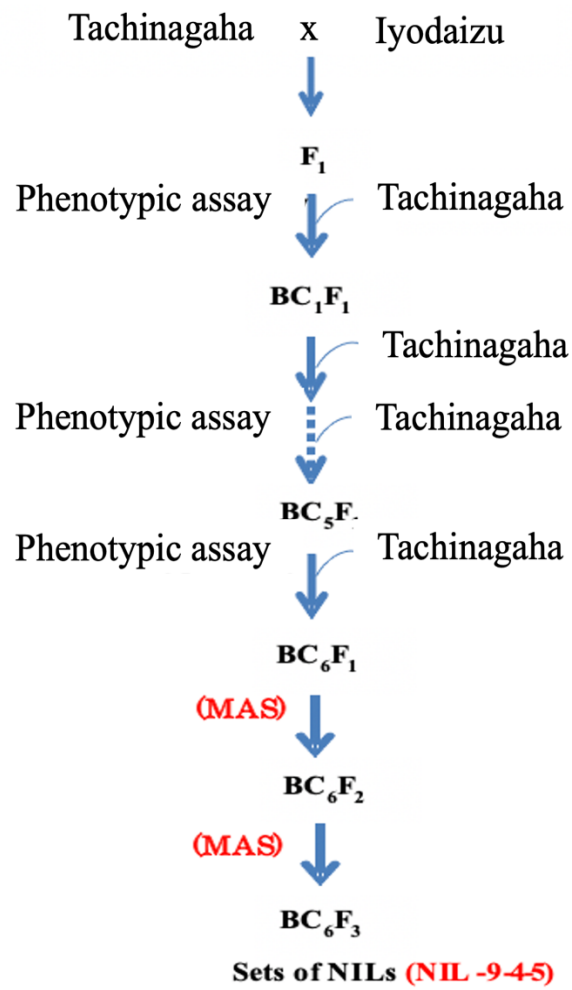 Tachinagaha x Iyodaizu
F₁
Phenotypic assay Tachinagaha
BC₁F₁
Tachinagaha
Phenotypic assay Tachinagaha
BC₅F
Phenotypic assay Tachinagaha
BC₆F₁
(MAS)
BC₆F₂
(MAS)
BC₆F₃
Sets of NILs (NIL -9-4-5)